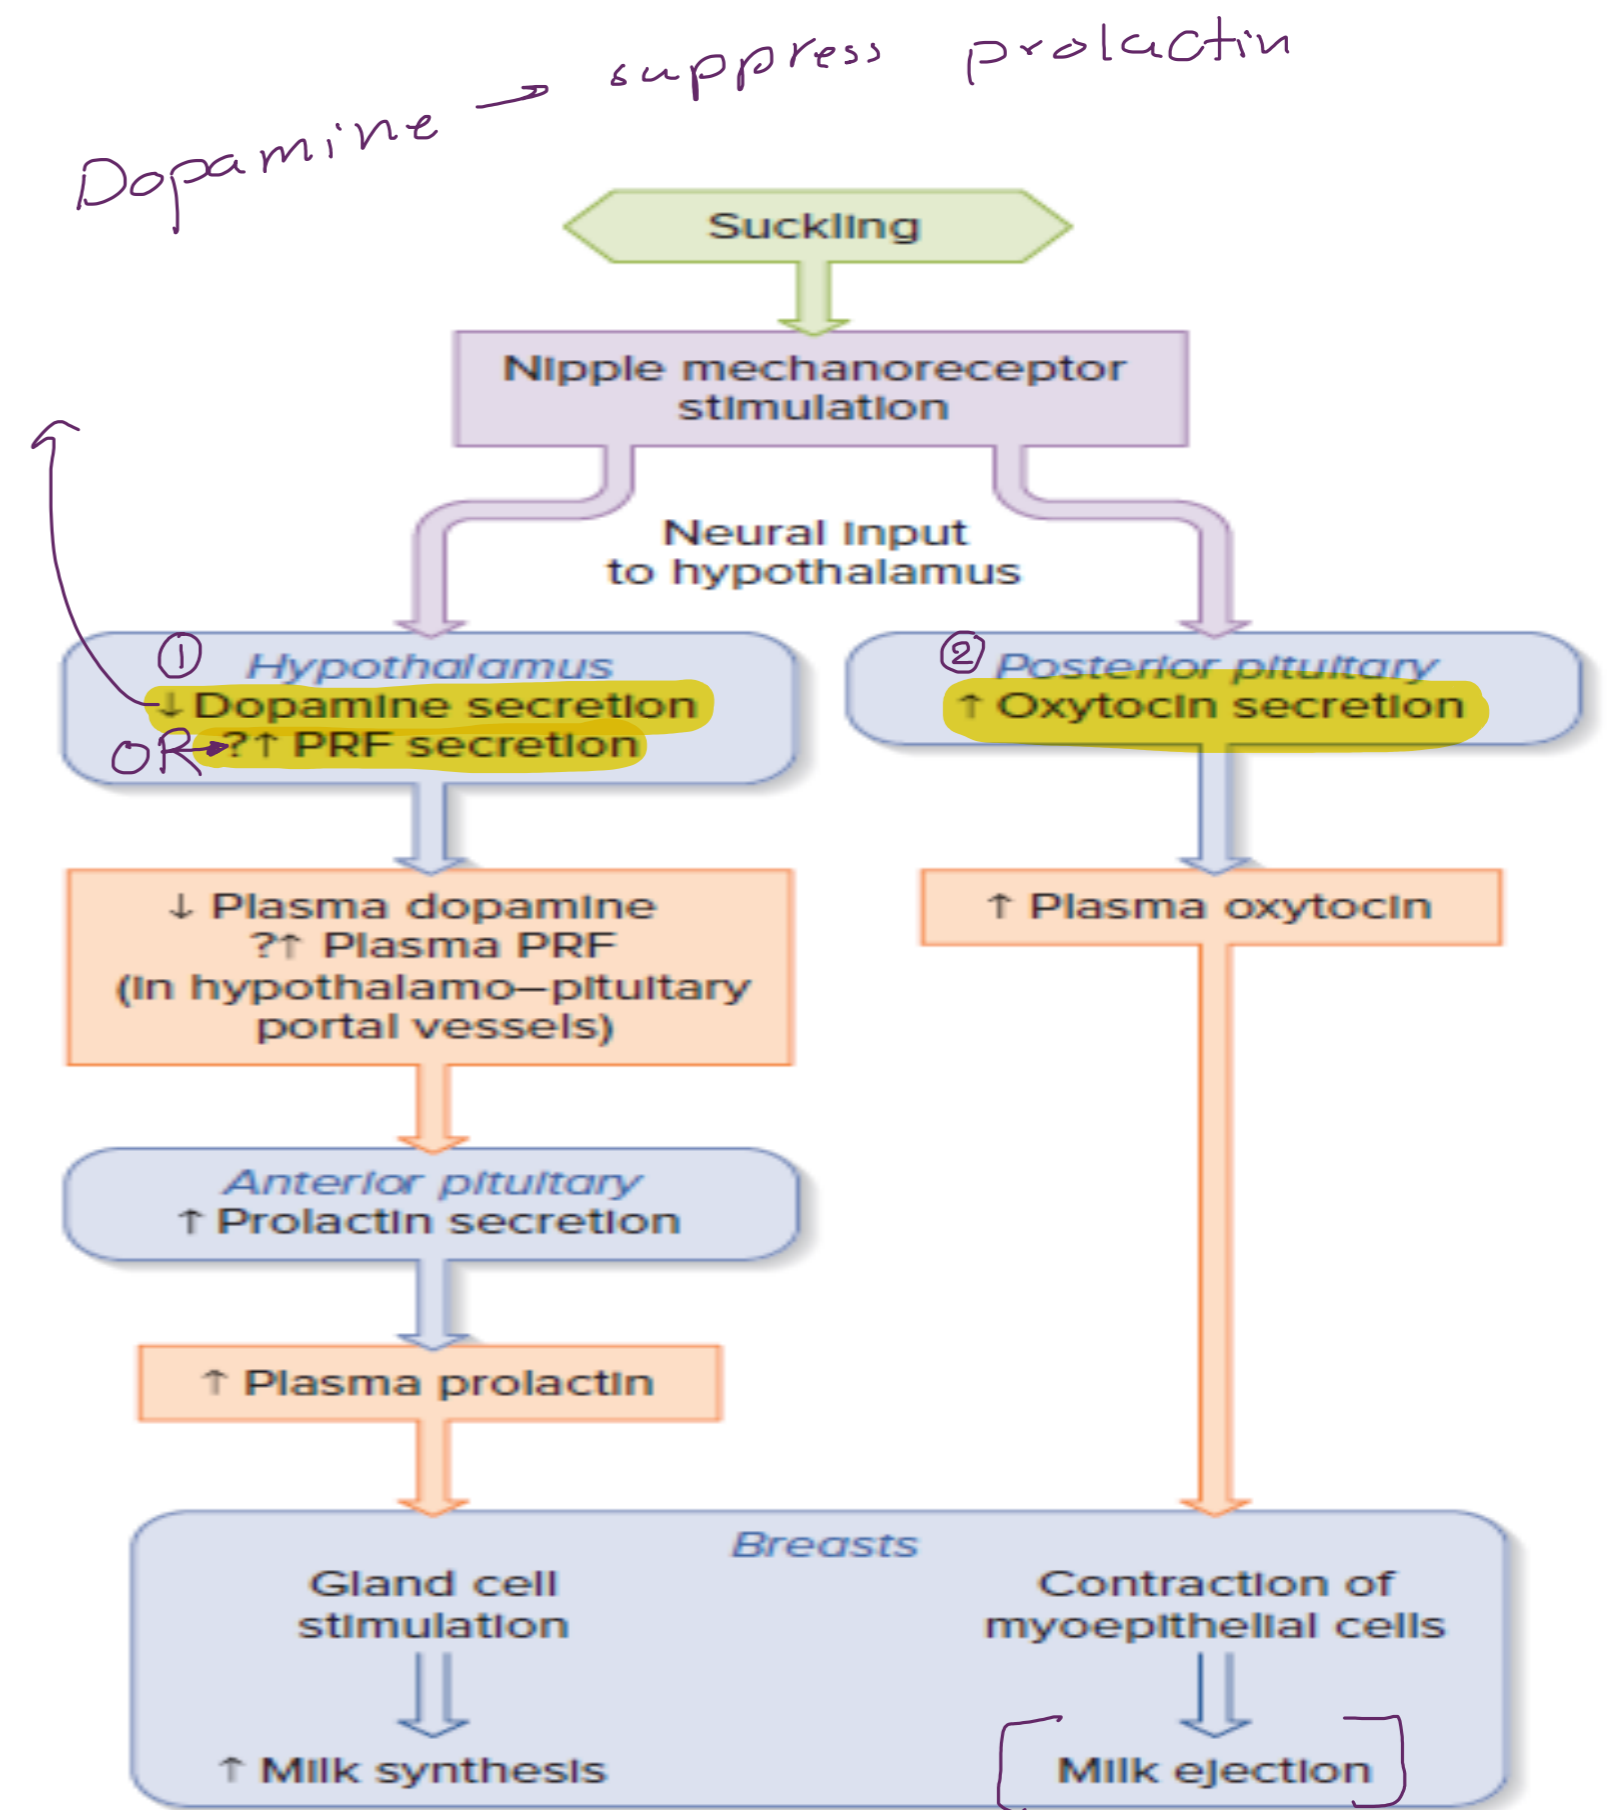 Dopamine → suppress prolactin
Suckling
Nipple mechanoreceptor
stimulation
Neural input
to hypothalamus
① Hypothalamus
↓ Dopamine secretion
OR → ?↑ PRF secretion
② Posterior pituitary
↑ Oxytocin secretion
↓ Plasma dopamine
?↑ Plasma PRF
(in hypothalamo–pituitary
portal vessels)
↑ Plasma oxytocin
Anterior pituitary
↑ Prolactin secretion
↑ Plasma prolactin
Breasts
Gland cell
stimulation
↑ Milk synthesis
Contraction of
myoepithelial cells
Milk ejection